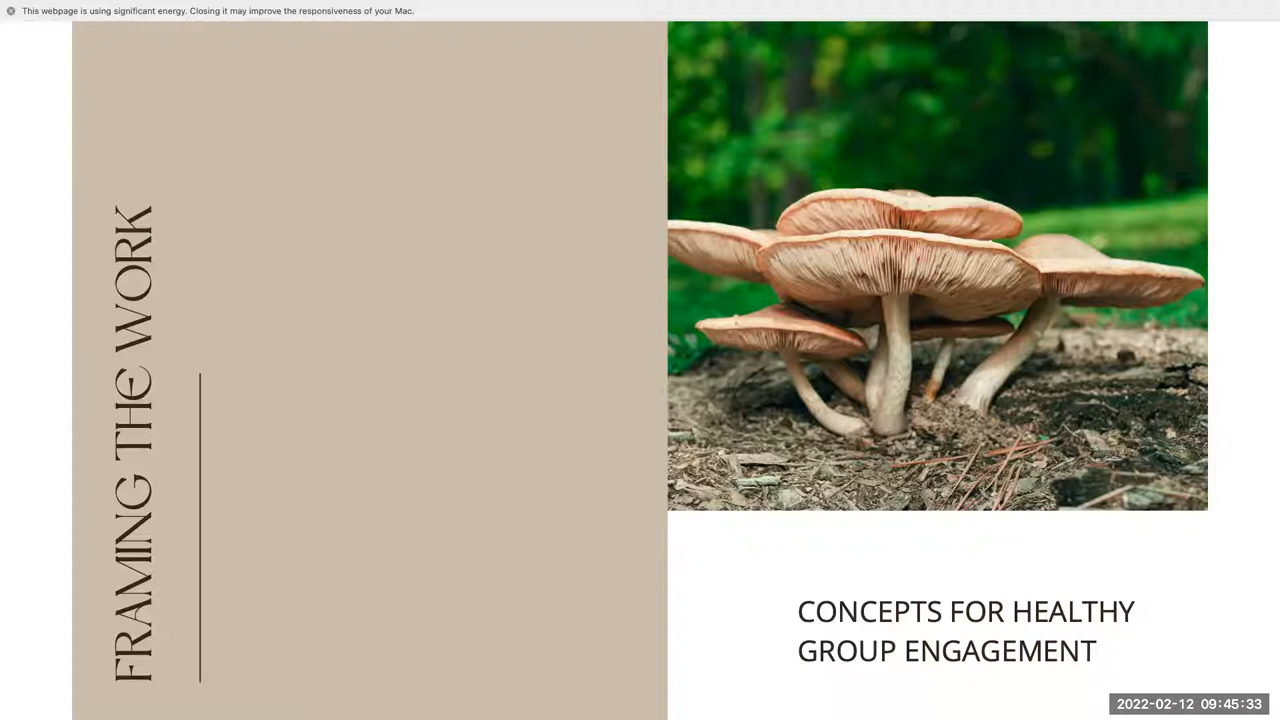 This webpage is using significant energy. Closing it may improve the responsiveness of your Mac.
FRAMING THE WORK
CONCEPTS FOR HEALTHY
GROUP ENGAGEMENT
2022-02-12 09:45:33